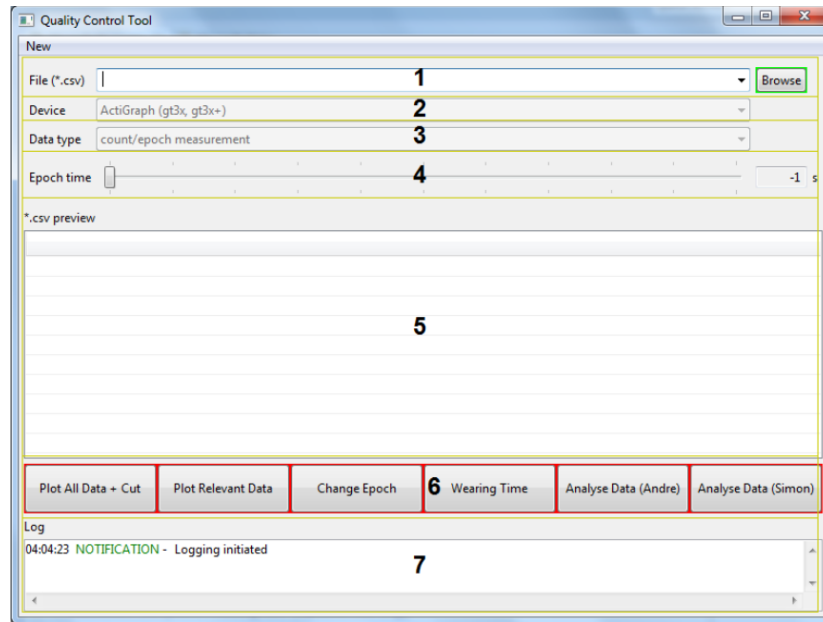 Quality Control Tool
New
File (*.csv) 1 Browse
Device ActiGraph (gt3x, gt3x+) 2
Data type count/epoch measurement 3
Epoch time 4 -1 s
*.csv preview
5
Plot All Data + Cut Plot Relevant Data Change Epoch 6 Wearing Time Analyse Data (Andre) Analyse Data (Simon)
Log
04:04:23 NOTIFICATION - Logging initiated
7